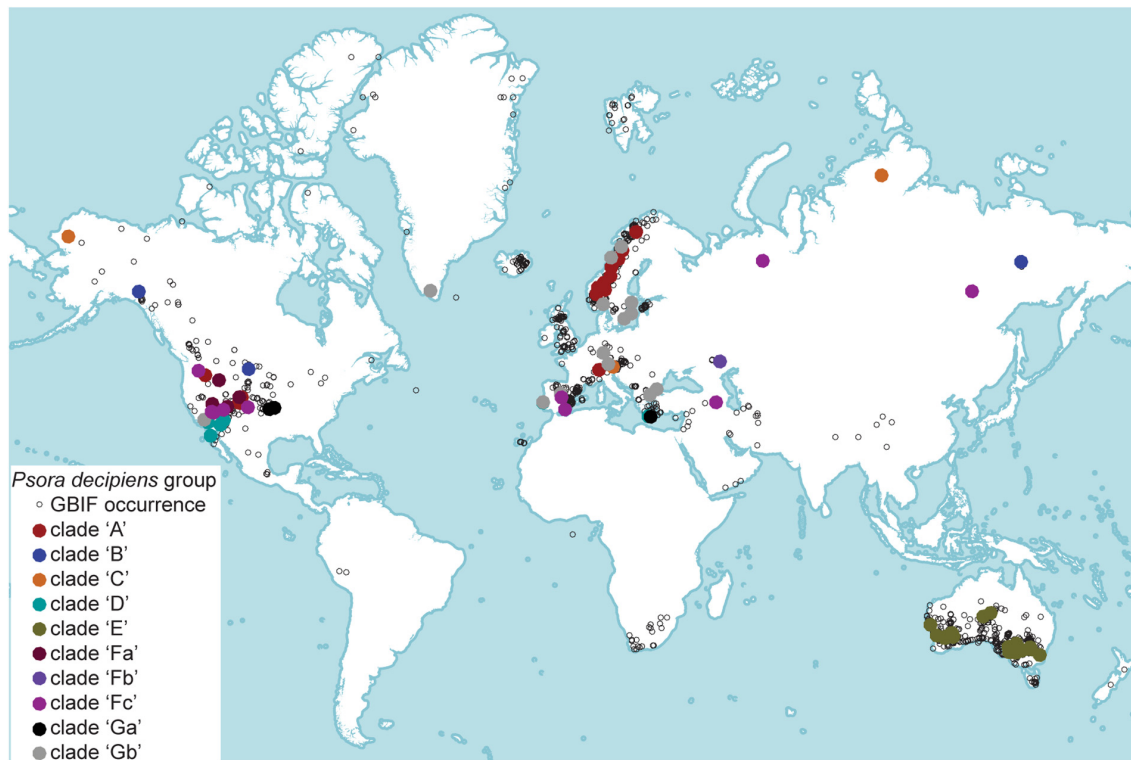 Psora decipiens group
GBIF occurrence
clade ‘A’
clade ‘B’
clade ‘C’
clade ‘D’
clade ‘E’
clade ‘Fa’
clade ‘Fb’
clade ‘Fc’
clade ‘Ga’
clade ‘Gb’